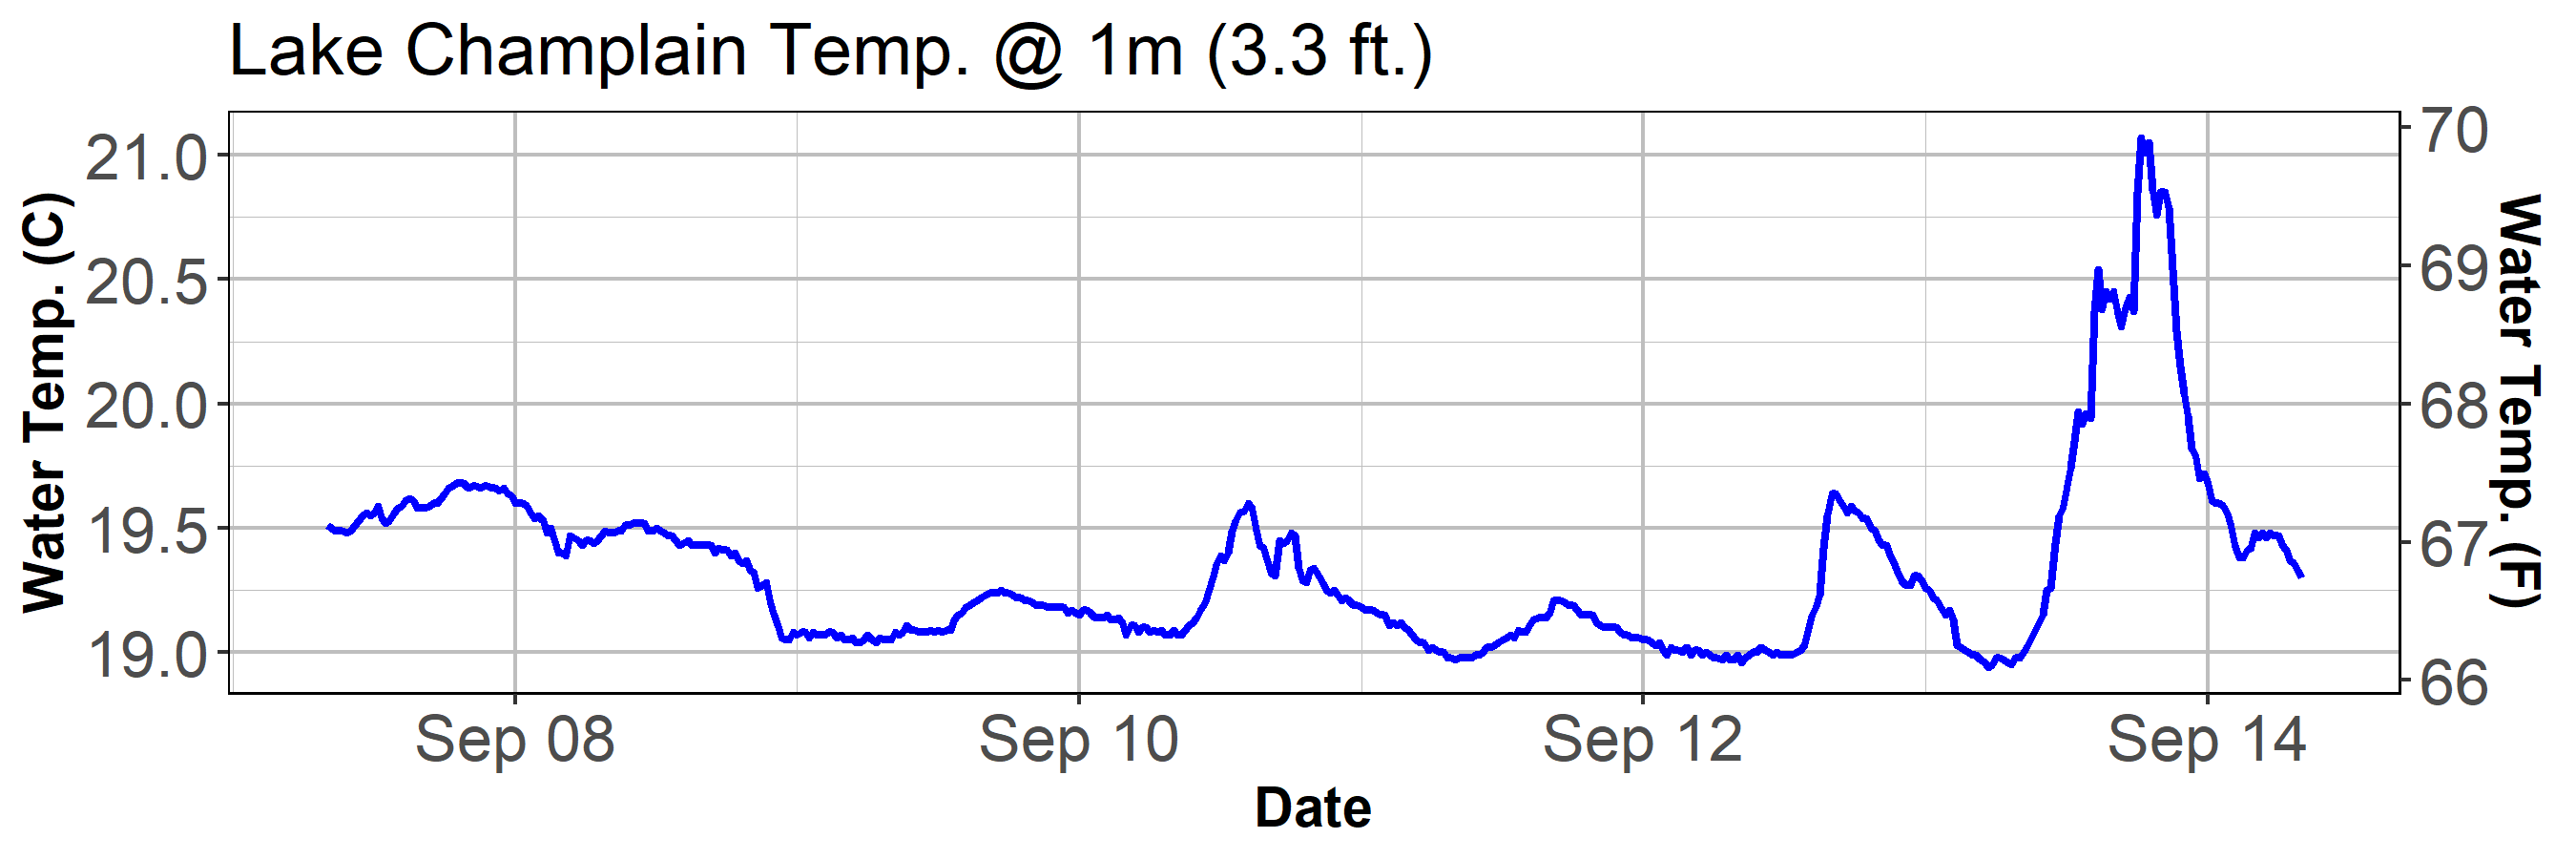 Lake Champlain Temp. @ 1m (3.3 ft.)
Water Temp. (C)
21.0
20.5
20.0
19.5
19.0
70
69
68
67
66
Water Temp. (F)
Sep 08
Sep 10
Sep 12
Sep 14
Date